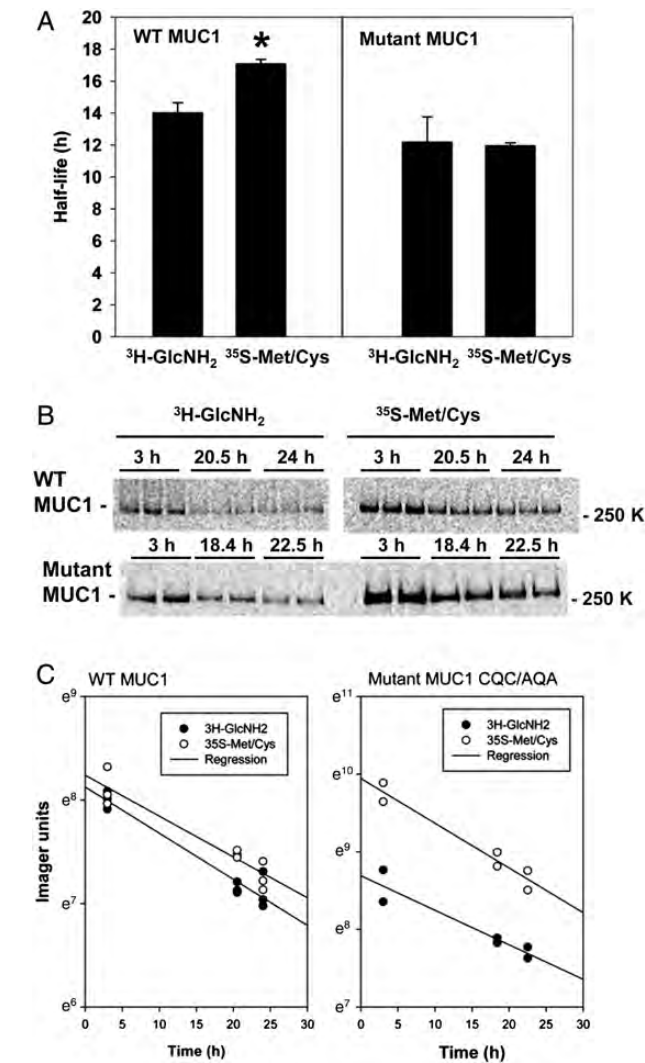 A
WT MUC1
*
Mutant MUC1
Half-life (h)
20
18
16
14
12
10
8
6
4
2
0
³H-GlcNH₂ ³⁵S-Met/Cys
³H-GlcNH₂ ³⁵S-Met/Cys
B
³H-GlcNH₂
³⁵S-Met/Cys
3 h 20.5 h 24 h
3 h 20.5 h 24 h
WT
MUC1 -
- 250 K
3 h 18.4 h 22.5 h
3 h 18.4 h 22.5 h
Mutant
MUC1 -
- 250 K
C
WT MUC1
e⁹
e⁸
e⁷
e⁶
Imager units
3H-GlcNH2
35S-Met/Cys
Regression
0 5 10 15 20 25 30
Time (h)
Mutant MUC1 CQC/AQA
e¹¹
e¹⁰
e⁹
e⁸
e⁷
3H-GlcNH2
35S-Met/Cys
Regression
0 5 10 15 20 25 30
Time (h)